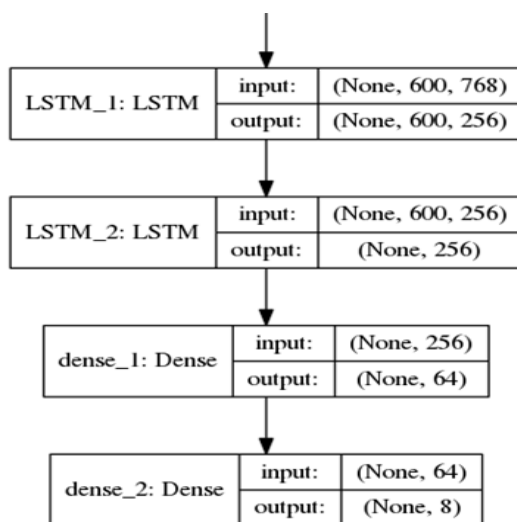 LSTM_1: LSTM
input: (None, 600, 768)
output: (None, 600, 256)
LSTM_2: LSTM
input: (None, 600, 256)
output: (None, 256)
dense_1: Dense
input: (None, 256)
output: (None, 64)
dense_2: Dense
input: (None, 64)
output: (None, 8)